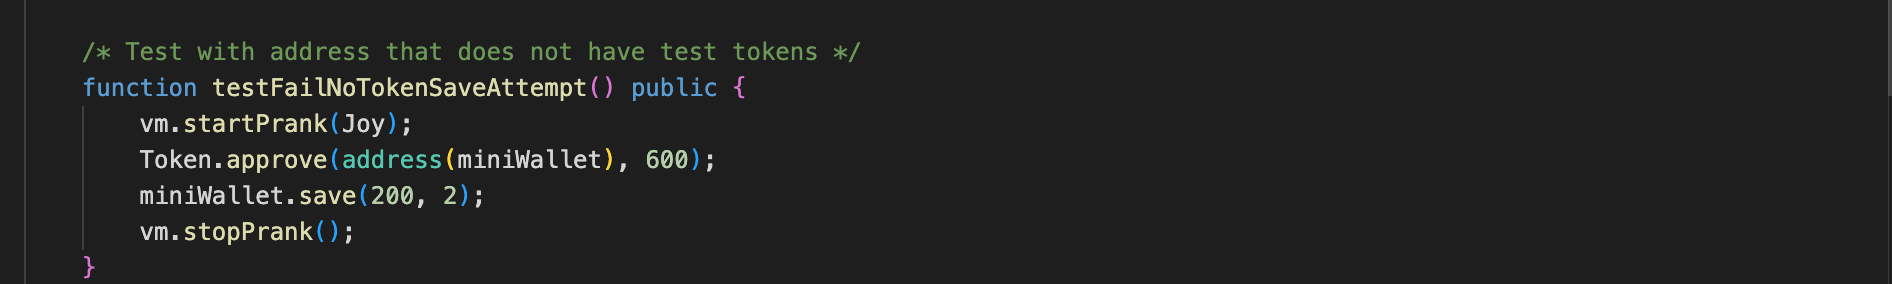 /* Test with address that does not have test tokens */
function testFailNoTokenSaveAttempt() public {
    vm.startPrank(Joy);
    Token.approve(address(miniWallet), 600);
    miniWallet.save(200, 2);
    vm.stopPrank();
}